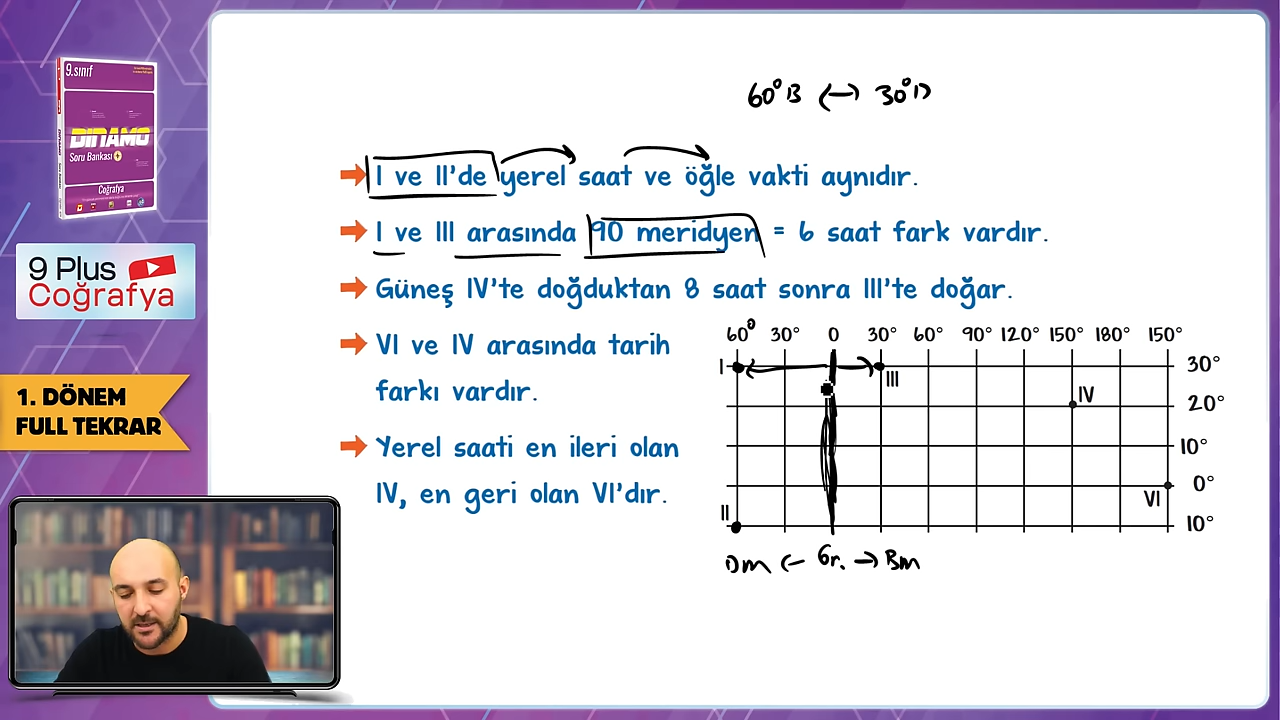 9.sınıf
DİNAMO
Soru Bankası +
Coğrafya
9 Plus
Coğrafya
1. DÖNEM
FULL TEKRAR
60°B ↔ 30°D
I ve II'de yerel saat ve öğle vakti aynıdır.
I ve III arasında 90 meridyen = 6 saat fark vardır.
Güneş IV'te doğduktan 8 saat sonra III'te doğar.
VI ve IV arasında tarih
farkı vardır.
Yerel saati en ileri olan
IV, en geri olan VI'dır.
60° 30° 0 30° 60° 90° 120° 150° 180° 150°
I III 30°
IV 20°
10°
VI 0°
II 10°
Dm ← Gr. → Bm